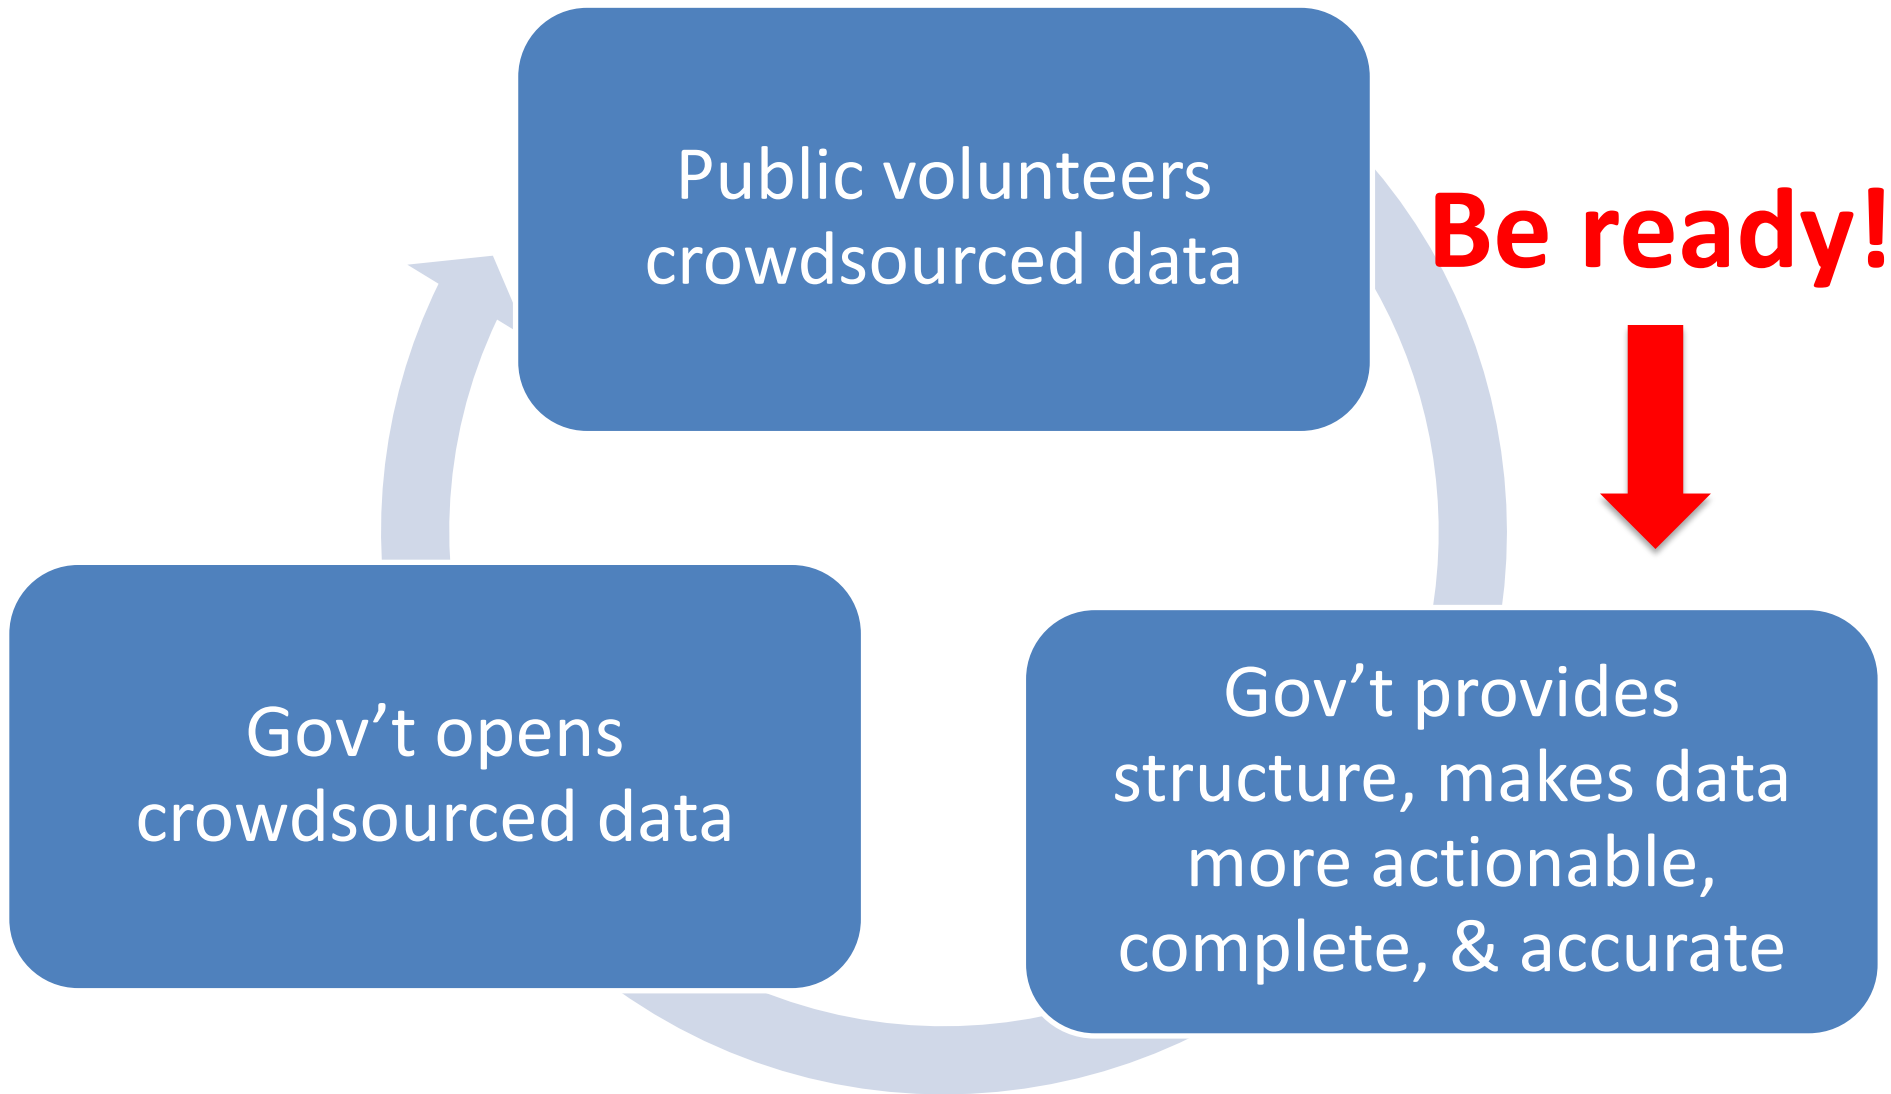 Public volunteers
crowdsourced data
Be ready!
Gov’t provides
structure, makes data
more actionable,
complete, & accurate
Gov’t opens
crowdsourced data